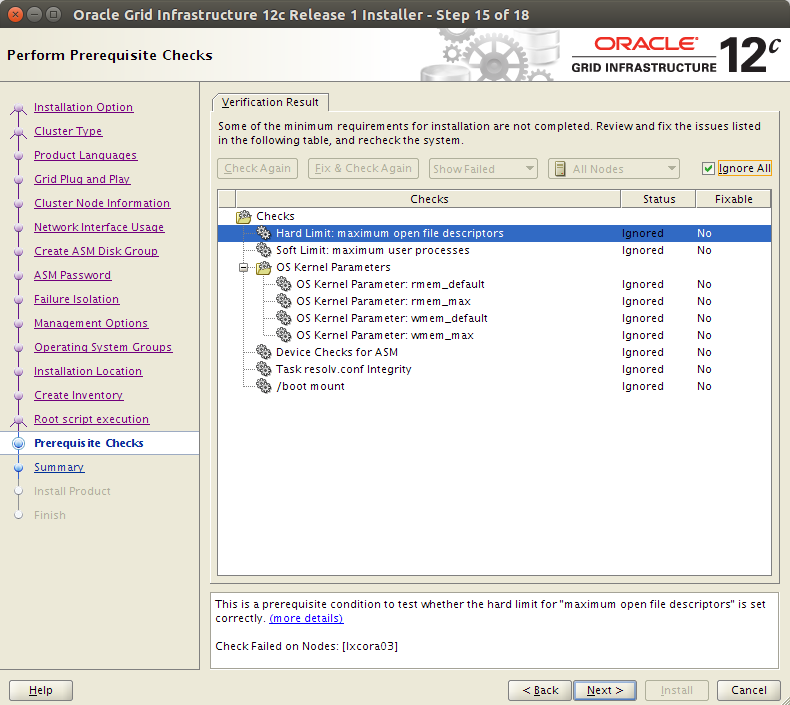 Oracle Grid Infrastructure 12c Release 1 Installer - Step 15 of 18
Perform Prerequisite Checks
ORACLE
GRID INFRASTRUCTURE 12c
Installation Option
Cluster Type
Product Languages
Grid Plug and Play
Cluster Node Information
Network Interface Usage
Create ASM Disk Group
ASM Password
Failure Isolation
Management Options
Operating System Groups
Installation Location
Create Inventory
Root script execution
Prerequisite Checks
Summary
Install Product
Finish
Verification Result
Some of the minimum requirements for installation are not completed. Review and fix the issues listed
in the following table, and recheck the system.
Check Again Fix & Check Again Show Failed All Nodes Ignore All
Checks Status Fixable
Checks
Hard Limit: maximum open file descriptors Ignored No
Soft Limit: maximum user processes Ignored No
OS Kernel Parameters
OS Kernel Parameter: rmem_default Ignored No
OS Kernel Parameter: rmem_max Ignored No
OS Kernel Parameter: wmem_default Ignored No
OS Kernel Parameter: wmem_max Ignored No
Device Checks for ASM Ignored No
Task resolv.conf Integrity Ignored No
/boot mount Ignored No
This is a prerequisite condition to test whether the hard limit for "maximum open file descriptors" is set
correctly. (more details)
Check Failed on Nodes: [lxcora03]
Help < Back Next > Install Cancel